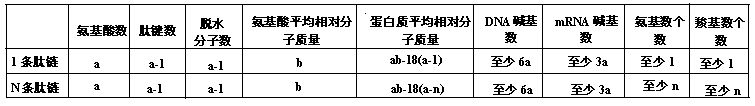 氨基酸数 肽键数 脱水分子数 氨基酸平均相对分子质量 蛋白质平均相对分子质量 DNA 碱基数 mRNA 碱基数 氨基数个数 羧基数个数
1 条肽链 a a-1 a-1 b ab-18(a-1) 至少 6a 至少 3a 至少 1 至少 1
N条肽链 a a-1 a-1 b ab-18(a-n) 至少 6a 至少 3a 至少 n 至少 n